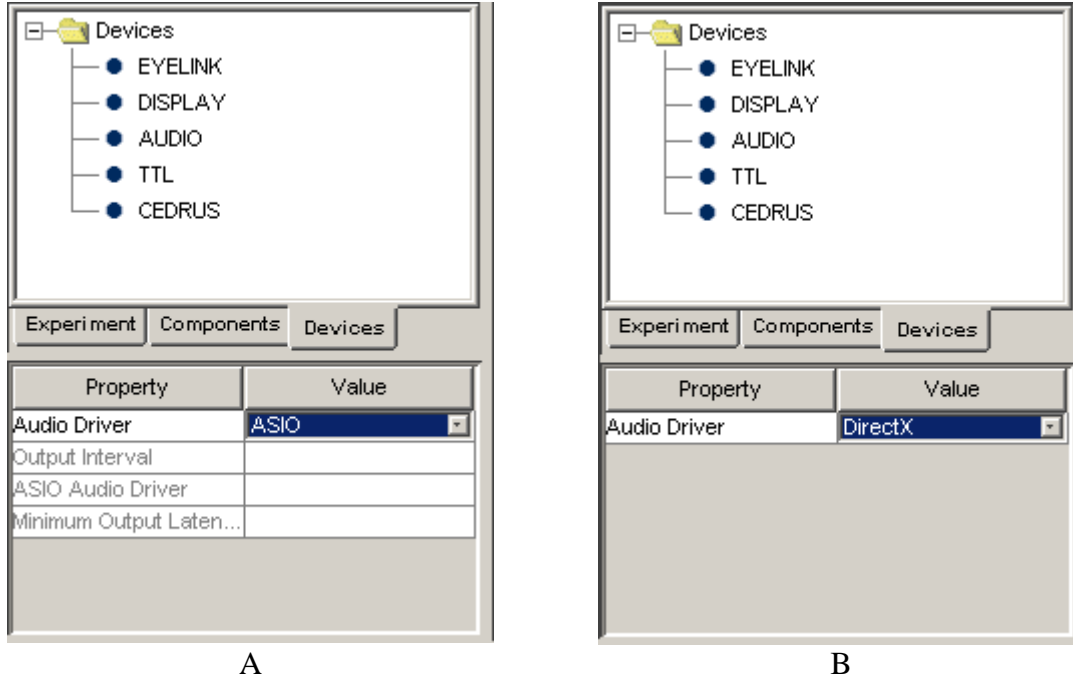 Devices
EYELINK
DISPLAY
AUDIO
TTL
CEDRUS
Experiment Components Devices
Property Value
Audio Driver ASIO
Output Interval
ASIO Audio Driver
Minimum Output Laten...
A
Devices
EYELINK
DISPLAY
AUDIO
TTL
CEDRUS
Experiment Components Devices
Property Value
Audio Driver DirectX
B